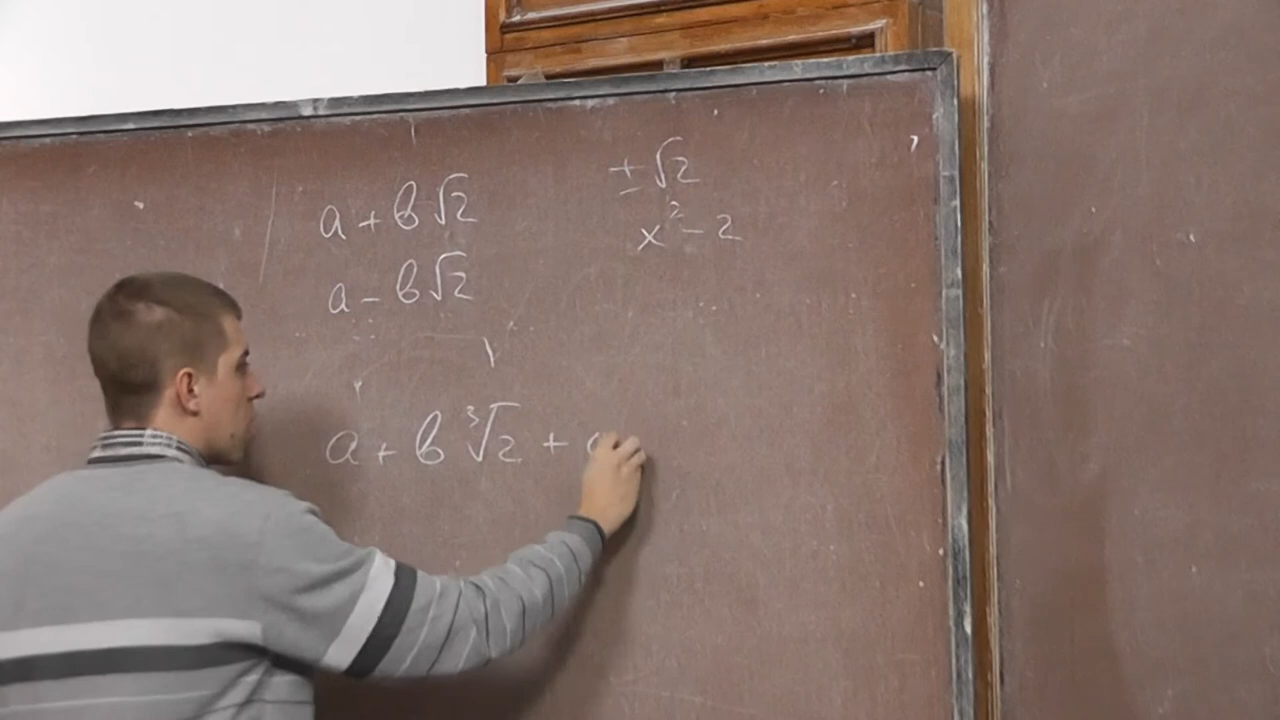 a + b√2
a - b√2
a + b ∛2 +
± √2
x² - 2